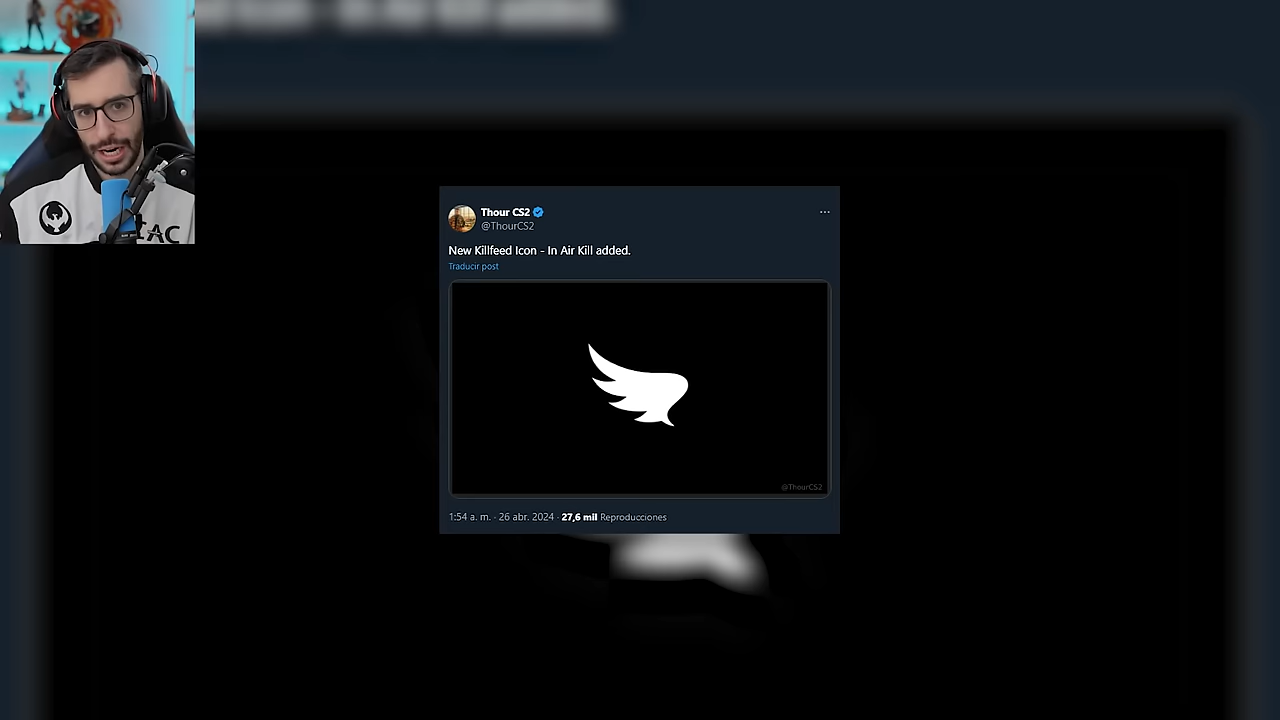 Thour CS2
@ThourCS2
New Killfeed Icon - In Air Kill added.
Traducir post
@ThourCS2
1:54 a. m. · 26 abr. 2024 · 27,6 mil Reproducciones
IAC